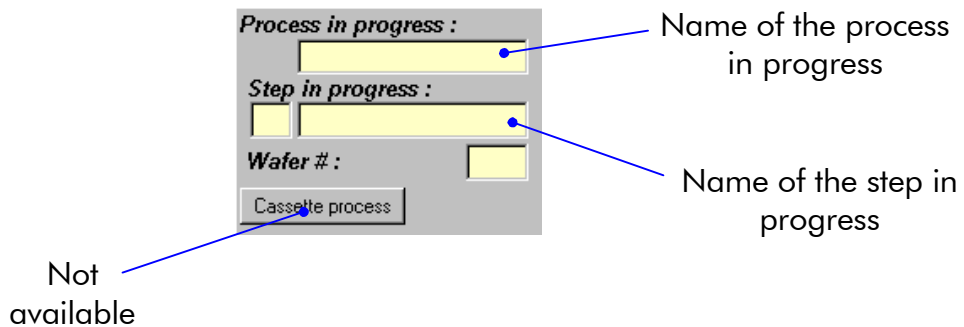 Process in progress :
Name of the process
in progress
Step in progress :
Wafer # :
Name of the step in
progress
Cassette process
Not
available